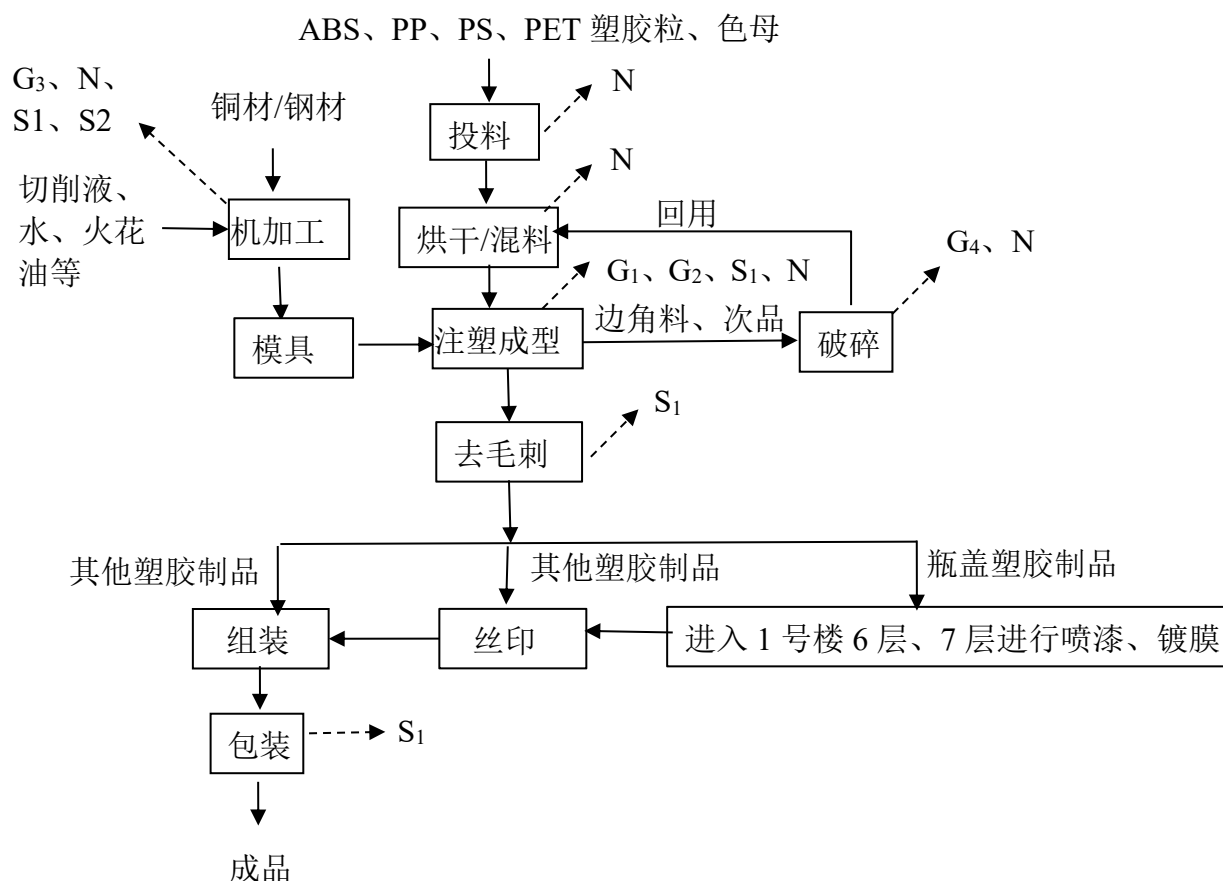 ABS、PP、PS、PET 塑胶粒、色母
G₃、N、
S1、S2
铜材/钢材
N
投料
N
切削液、
水、火花
油等
机加工
烘干/混料
回用
G₄、N
G₁、G₂、S₁、N
模具
注塑成型
边角料、次品
破碎
S₁
去毛刺
其他塑胶制品
其他塑胶制品
瓶盖塑胶制品
组装
丝印
进入 1 号楼 6 层、7 层进行喷漆、镀膜
包装
S₁
成品